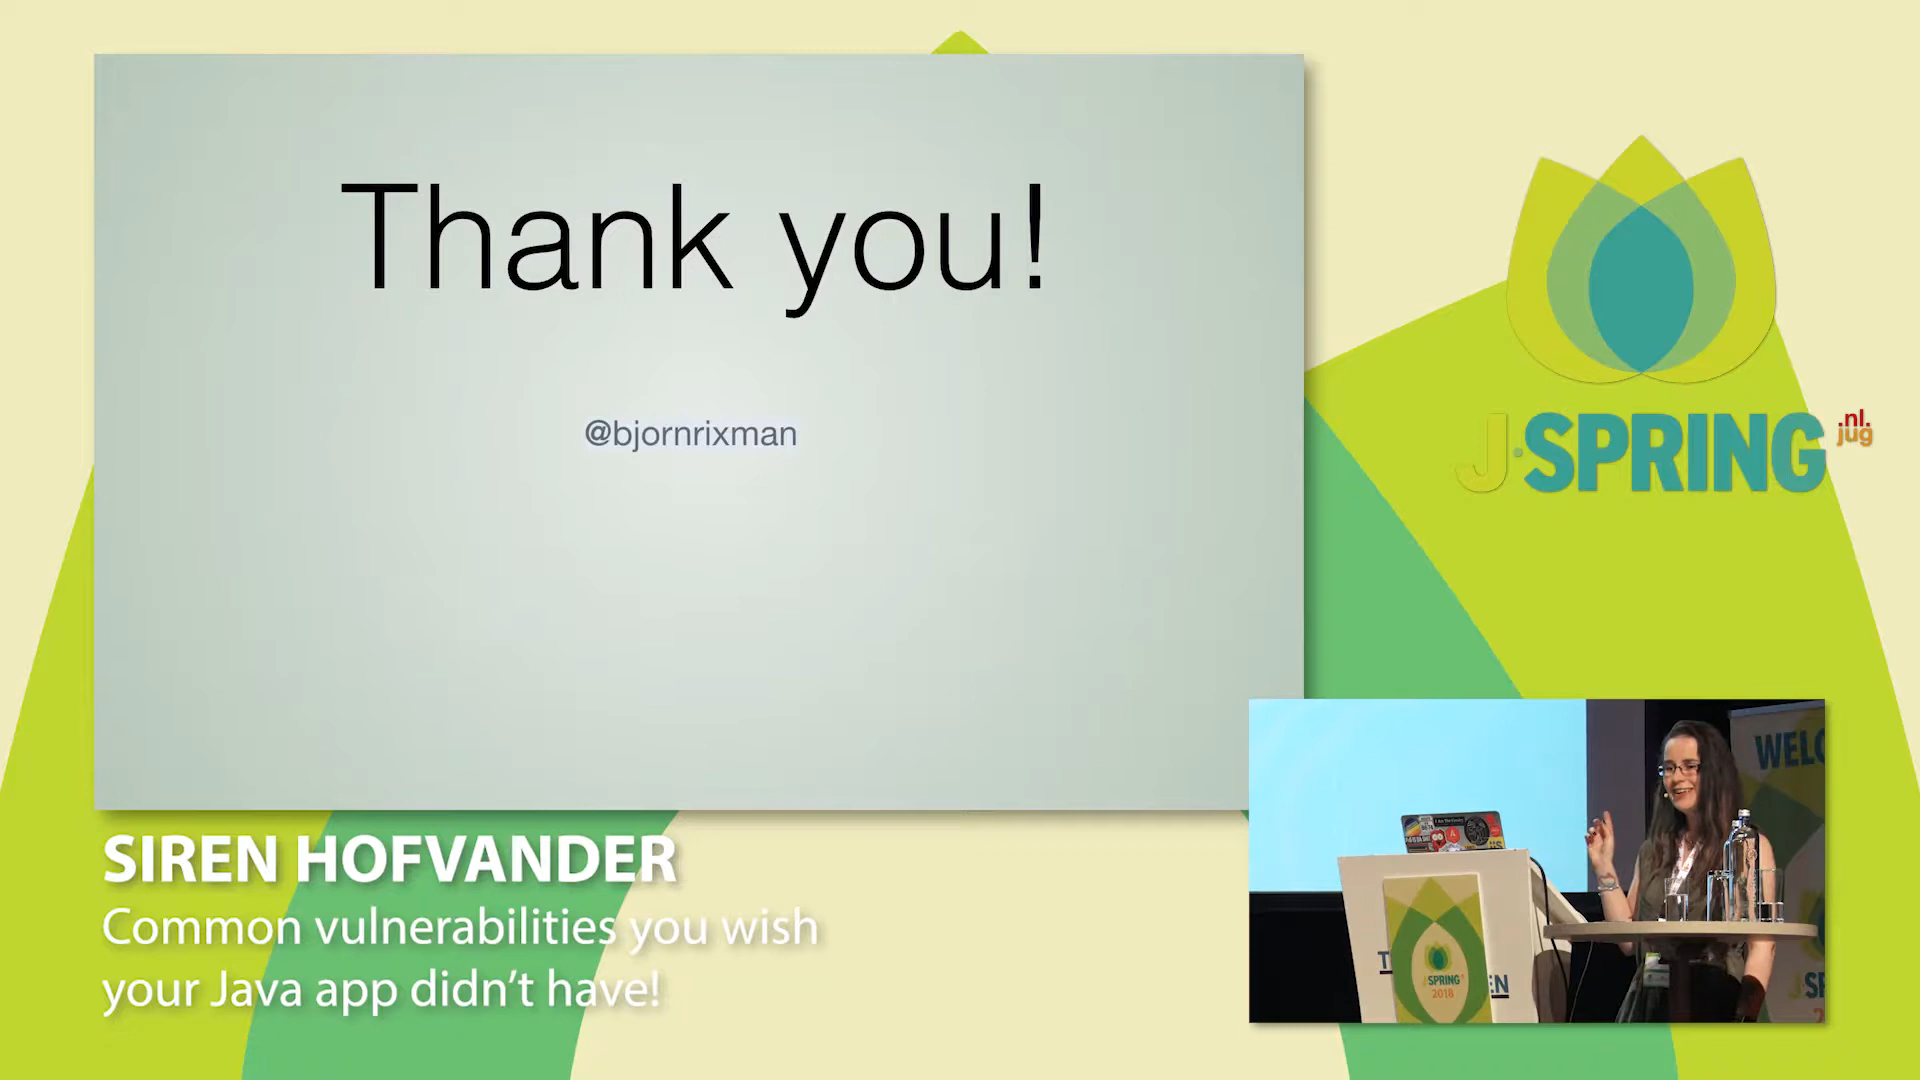 Thank you!
@bjornrixman
J·SPRING
.nl
jug
SIREN HOFVANDER
Common vulnerabilities you wish
your Java app didn't have!
SPRING
2018